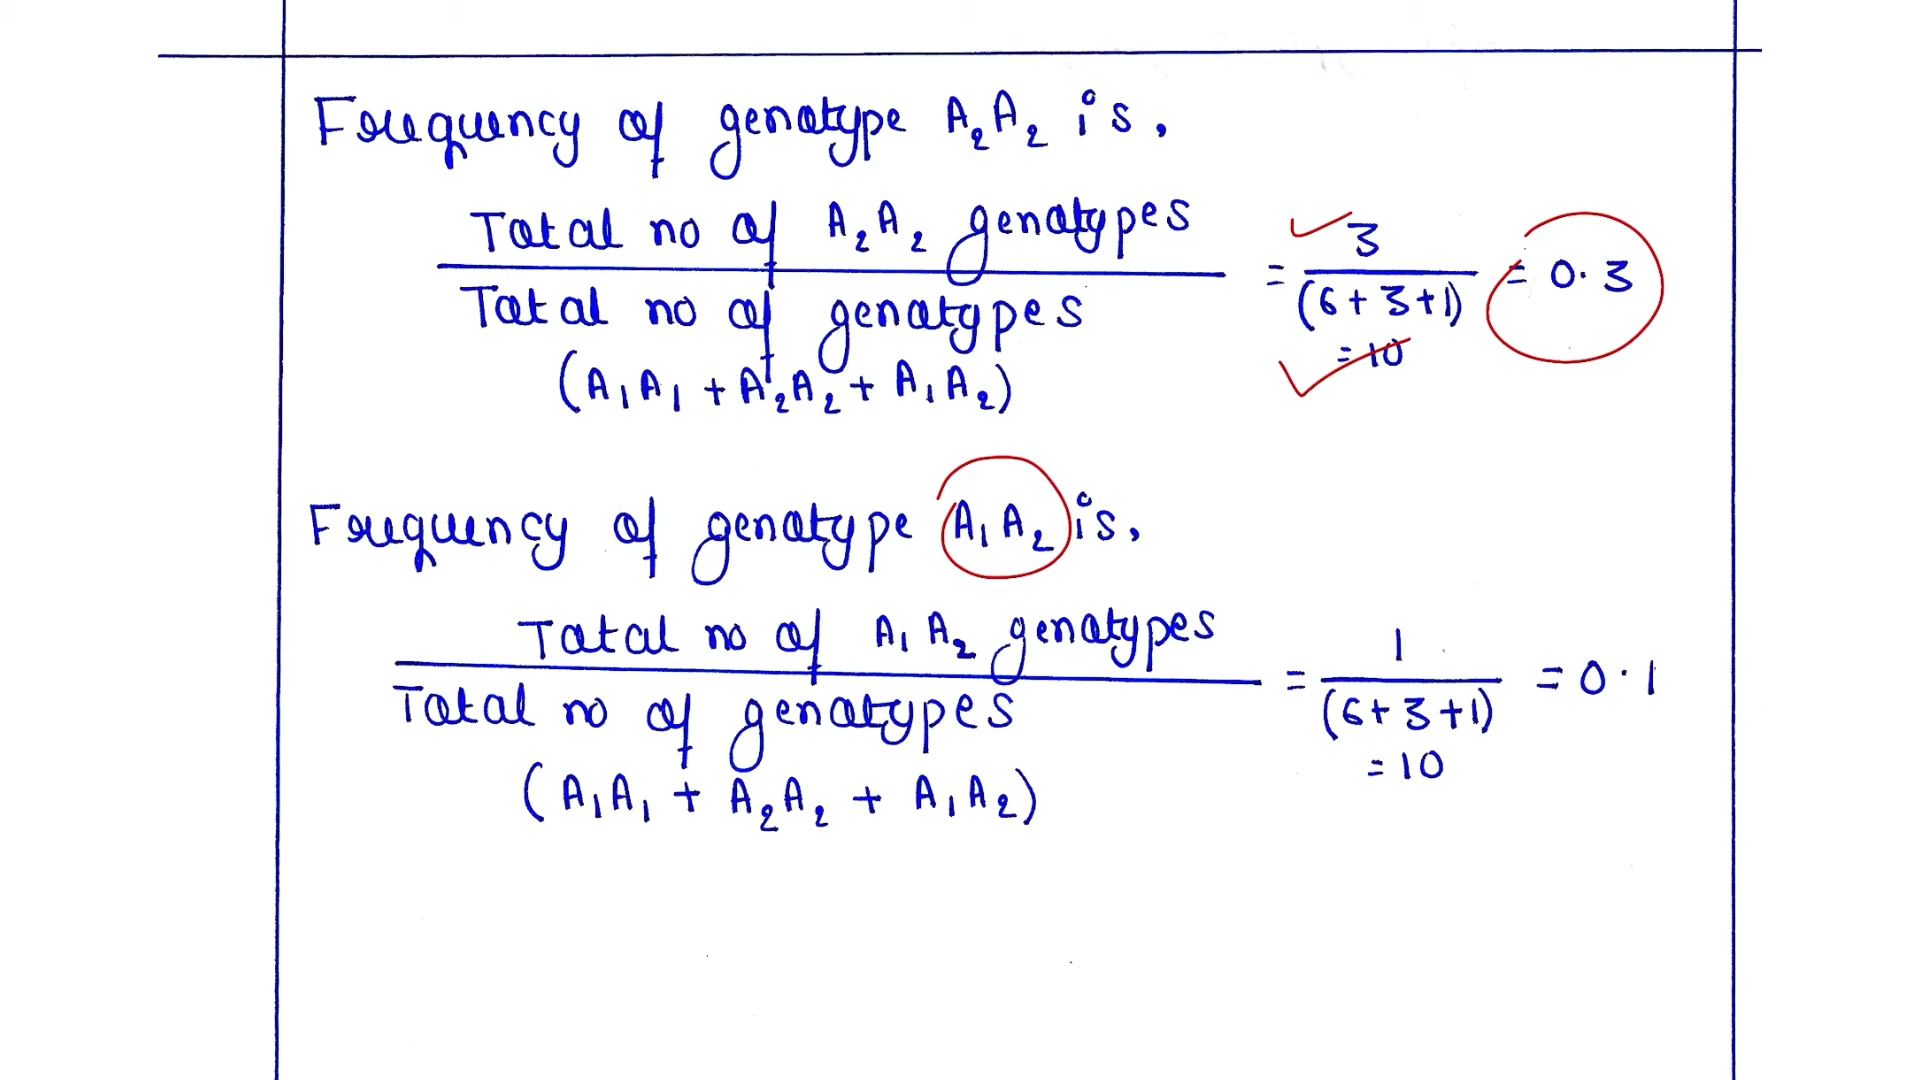 Frequency of genotype A₂A₂ is,
Total no of A₂A₂ genotypes
Total no of genotypes
(A₁A₁ + A₂A₂ + A₁A₂)
= 3
(6+3+1) = 0.3
=10
Frequency of genotype A₁A₂ is,
Total no of A₁A₂ genotypes
Total no of genotypes
(A₁A₁ + A₂A₂ + A₁A₂)
= 1
(6+3+1) = 0.1
=10